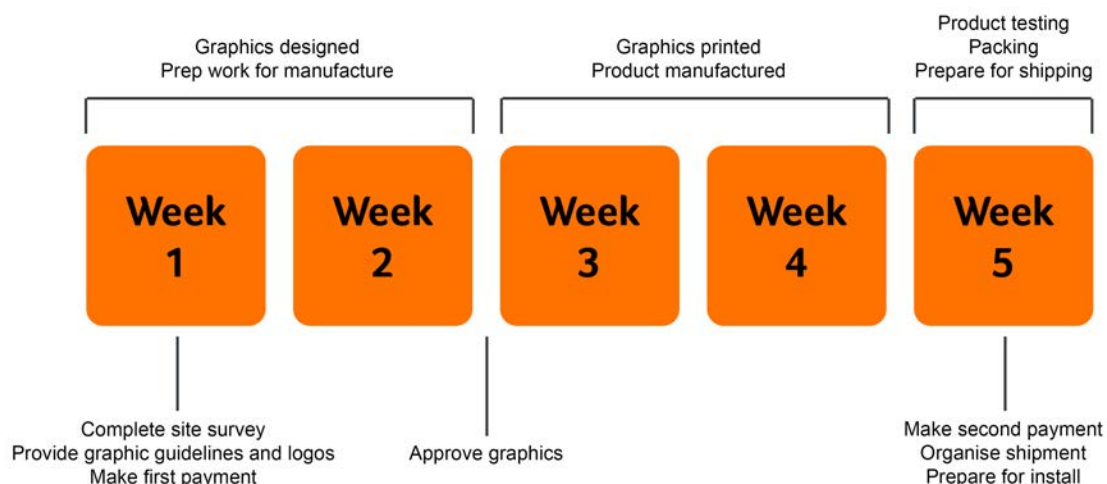 Graphics designed
Prep work for manufacture
Graphics printed
Product manufactured
Product testing
Packing
Prepare for shipping
Week
1
Week
2
Week
3
Week
4
Week
5
Complete site survey
Provide graphic guidelines and logos
Make first payment
Approve graphics
Make second payment
Organise shipment
Prepare for install